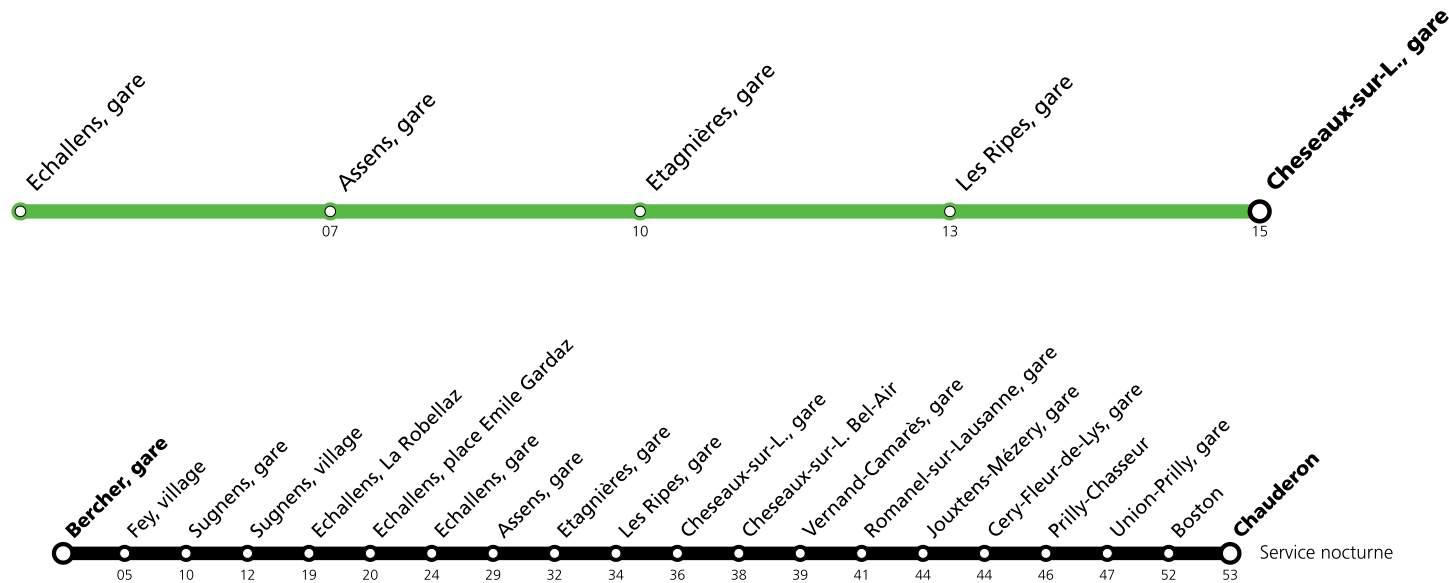 Echallens, gare
Assens, gare
Etagnières, gare
Les Ripes, gare
Cheseaux-sur-L., gare
07
10
13
15
Bercher, gare
Fey, village
Sugnens, gare
Sugnens, village
Echallens, La Robellaz
Echallens, place Emile Gardaz
Echallens, gare
Assens, gare
Etagnières, gare
Les Ripes, gare
Cheseaux-sur-L., gare
Cheseaux-sur-L. Bel-Air
Vernand-Camarès, gare
Romanel-sur-Lausanne, gare
Jouxtens-Mézery, gare
Cery-Fleur-de-Lys, gare
Prilly-Chasseur
Union-Prilly, gare
Boston
Chauderon
Service nocturne
05
10
12
19
20
24
29
32
34
36
38
39
41
44
44
46
47
52
53